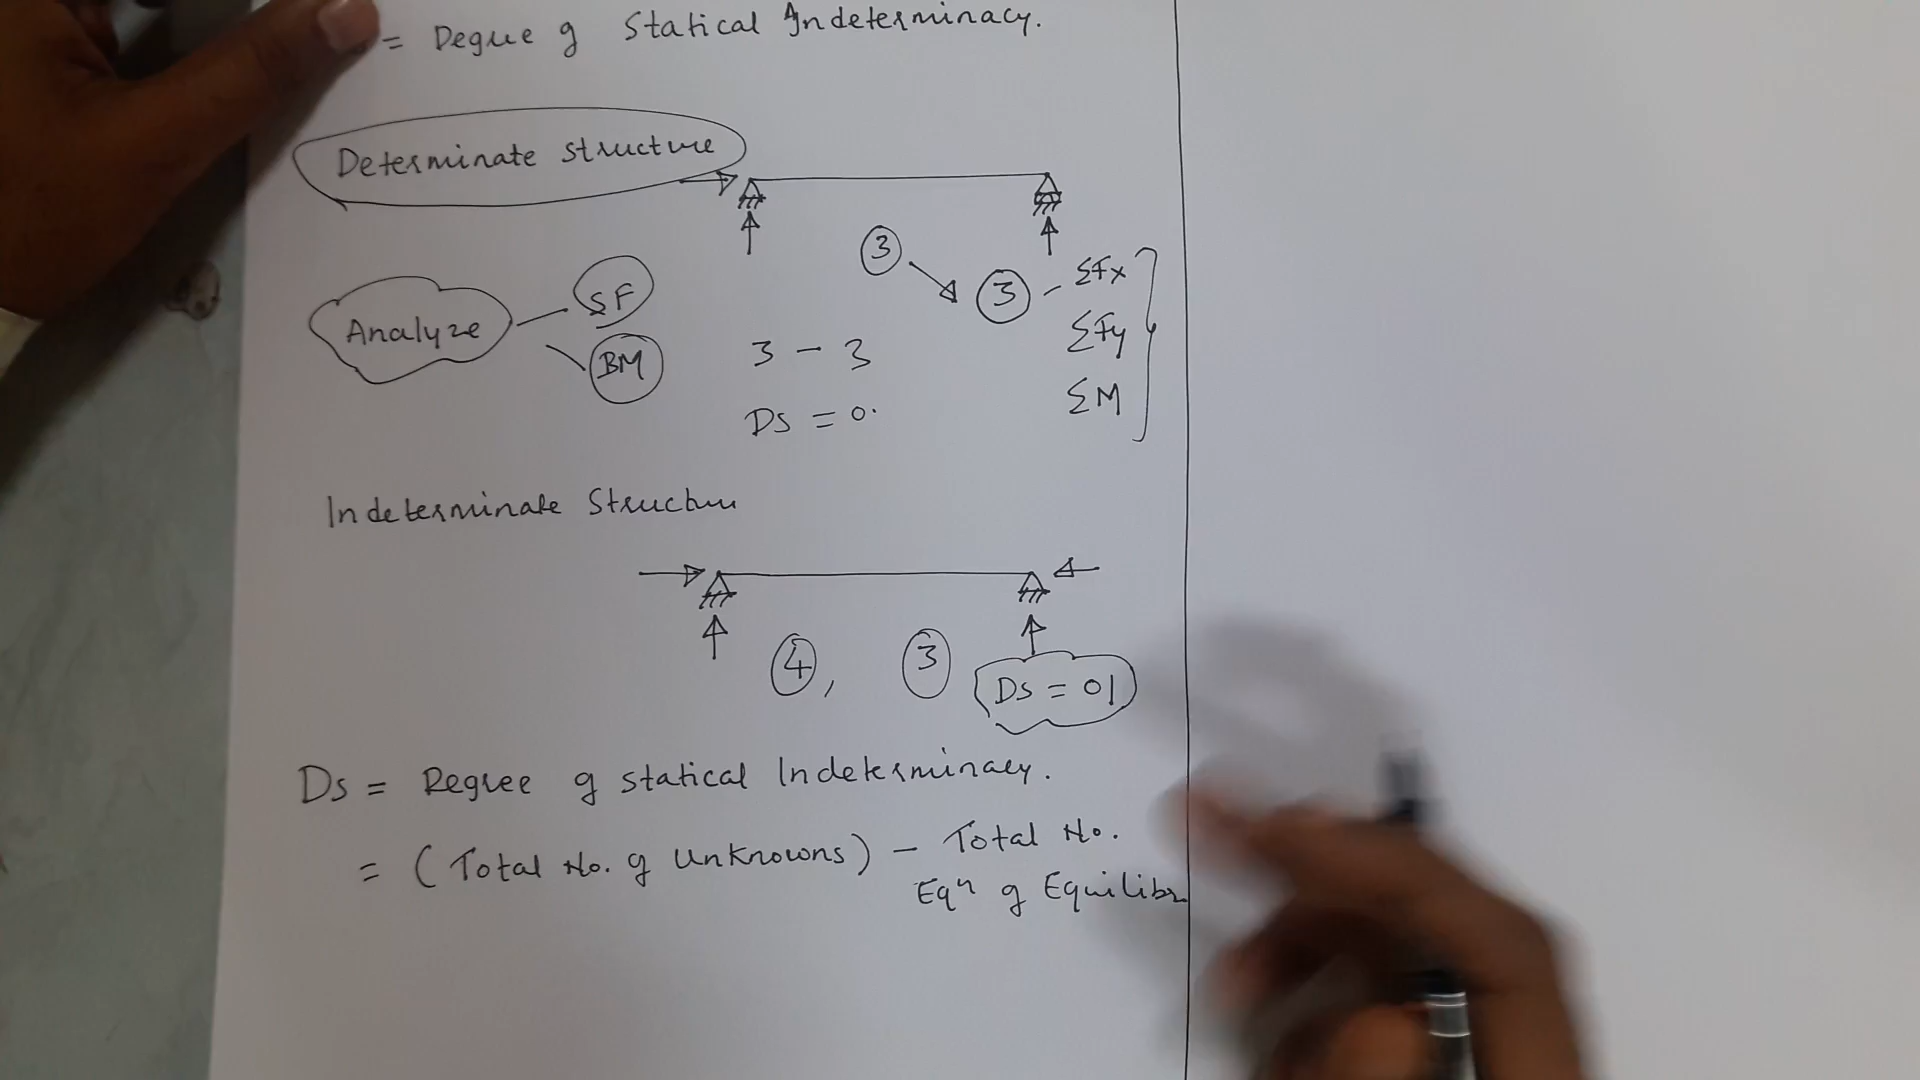 = Degree of Statical Indeterminacy.
Determinate structure
3
3 - ΣFx
ΣFy
ΣM
Analyze
SF
BM
3 - 3
Ds = 0.
Indeterminate Structure
4, 3
Ds = 01
Ds = Degree of statical Indeterminacy.
= (Total No. of Unknowns) - Total No.
Eqⁿ of Equilibr